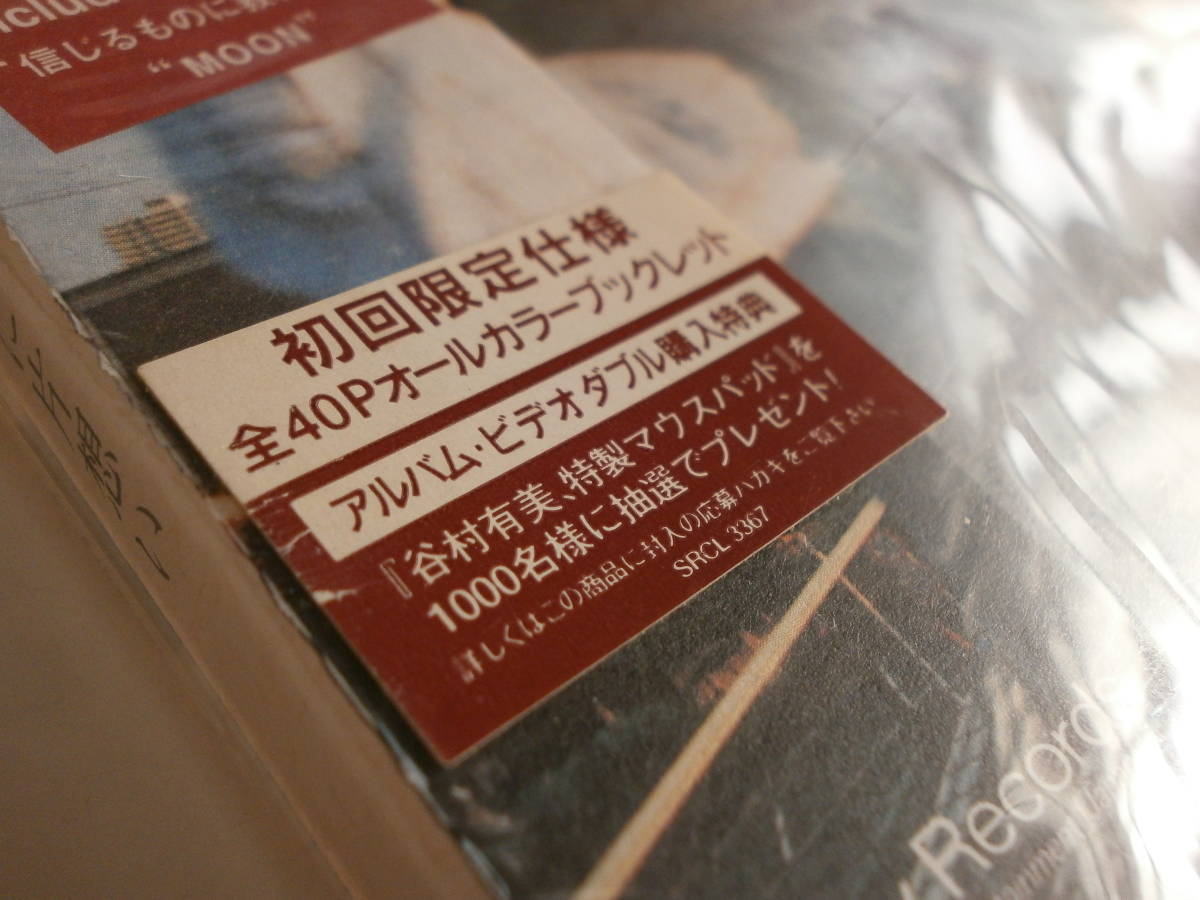 信じるものに
“MOON”
初回限定仕様
全40Pオールカラーブックレット
アルバム・ビデオダブル購入特典
『谷村有美、特製マウスパッド』を
1000名様に抽選でプレゼント!
詳しくはこの商品に封入の応募ハカキをご覧下さい。
SRCL 3367
Records